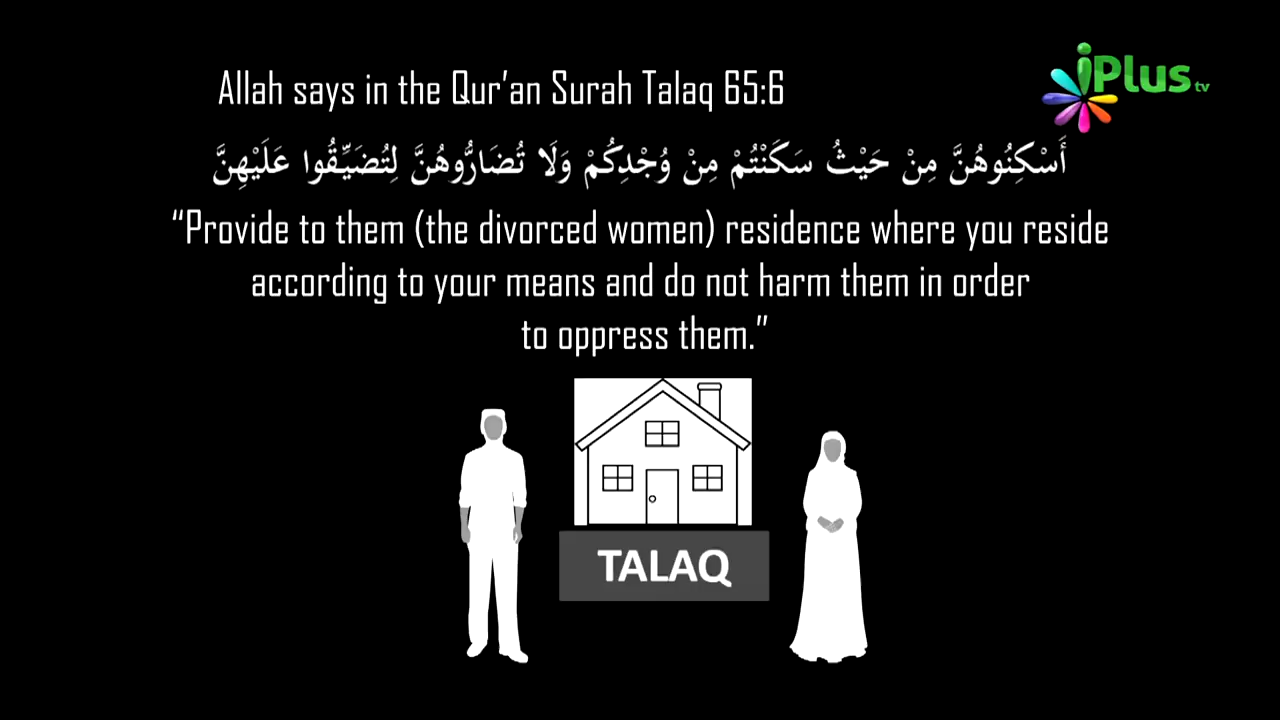 iPlus tv
Allah says in the Qur’an Surah Talaq 65:6
أَسْكِنُوهُنَّ مِنْ حَيْثُ سَكَنْتُمْ مِنْ وُجْدِكُمْ وَلَا تُضَارُّوهُنَّ لِتُضَيِّقُوا عَلَيْهِنَّ
“Provide to them (the divorced women) residence where you reside
according to your means and do not harm them in order
to oppress them.”
TALAQ